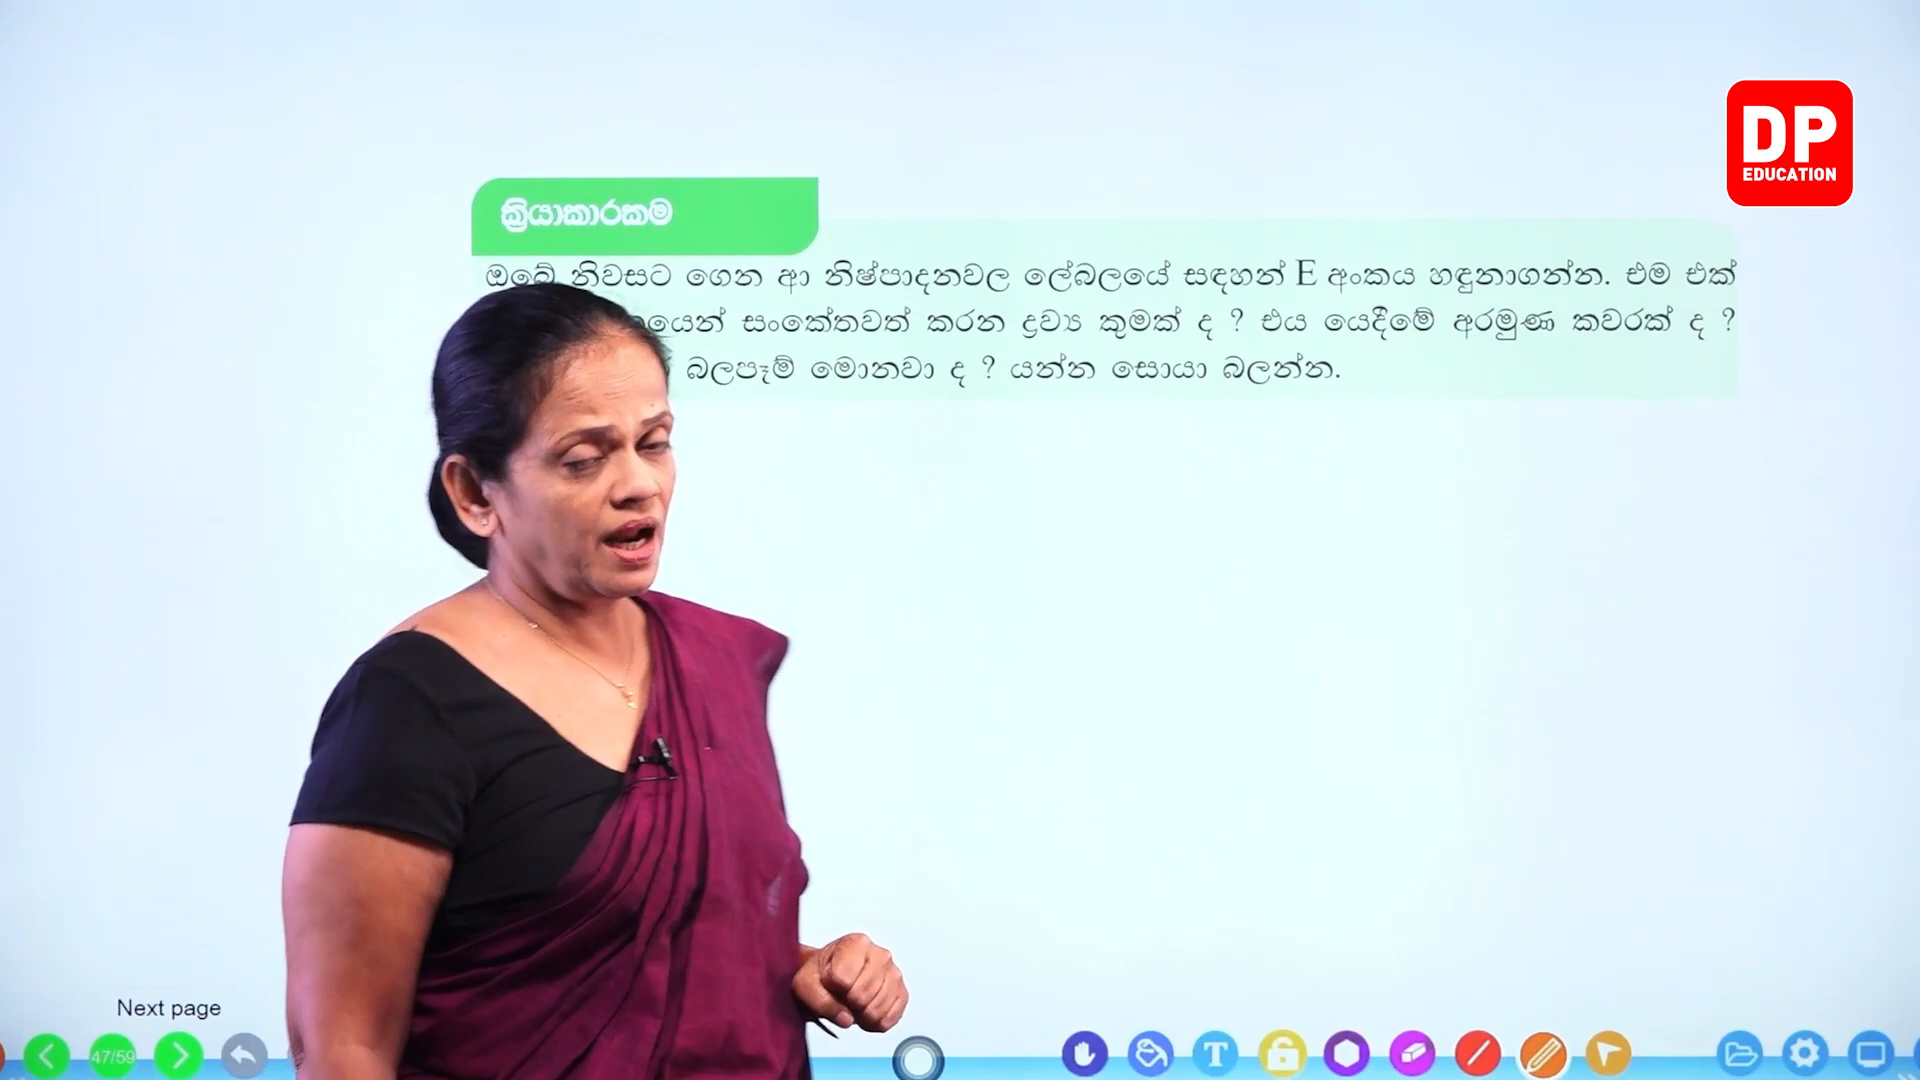 DP
EDUCATION
ක්‍රියාකාරකම
ඔබේ නිවසට ගෙන ආ නිෂ්පාදනවල ලේබලයේ සඳහන් E අංකය හඳුනාගන්න. එම එක්
සංකේතවත් කරන ද්‍රව්‍ය කුමක් ද ? එය යෙදීමේ අරමුණ කවරක් ද ?
බලපෑම් මොනවා ද ? යන්න සොයා බලන්න.
Next page
47/59
T